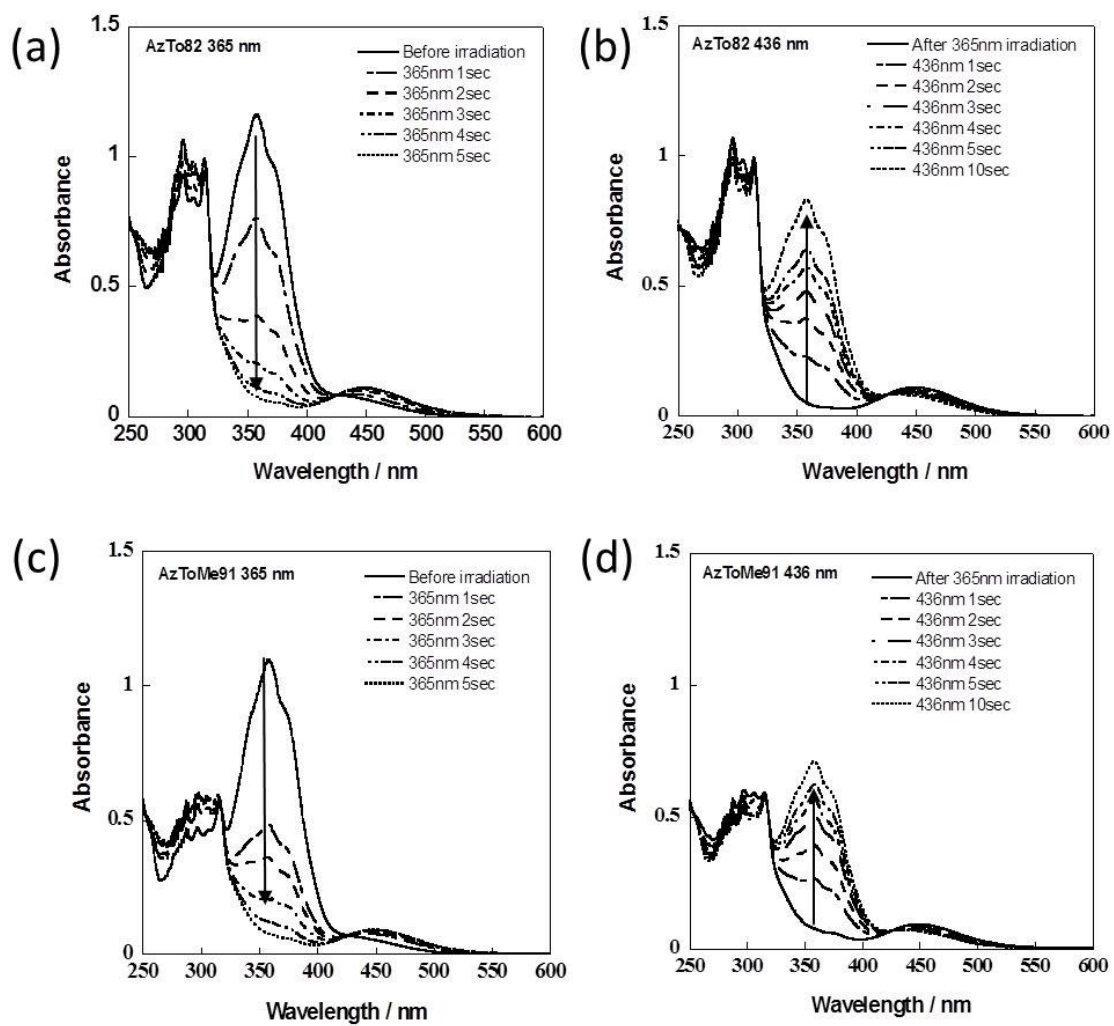 (a)
AzTo82 365 nm
Before irradiation
365nm 1sec
365nm 2sec
365nm 3sec
365nm 4sec
365nm 5sec
1.5
1
0.5
0
Absorbance
250 300 350 400 450 500 550 600
Wavelength / nm
(b)
AzTo82 436 nm
After 365nm irradiation
436nm 1sec
436nm 2sec
436nm 3sec
436nm 4sec
436nm 5sec
436nm 10sec
1.5
1
0.5
0
Absorbance
250 300 350 400 450 500 550 600
Wavelength / nm
(c)
AzToMe91 365 nm
Before irradiation
365nm 1sec
365nm 2sec
365nm 3sec
365nm 4sec
365nm 5sec
1.5
1
0.5
0
Absorbance
250 300 350 400 450 500 550 600
Wavelength / nm
(d)
AzToMe91 436 nm
After 365nm irradiation
436nm 1sec
436nm 2sec
436nm 3sec
436nm 4sec
436nm 5sec
436nm 10sec
1.5
1
0.5
0
Absorbance
250 300 350 400 450 500 550 600
Wavelength / nm